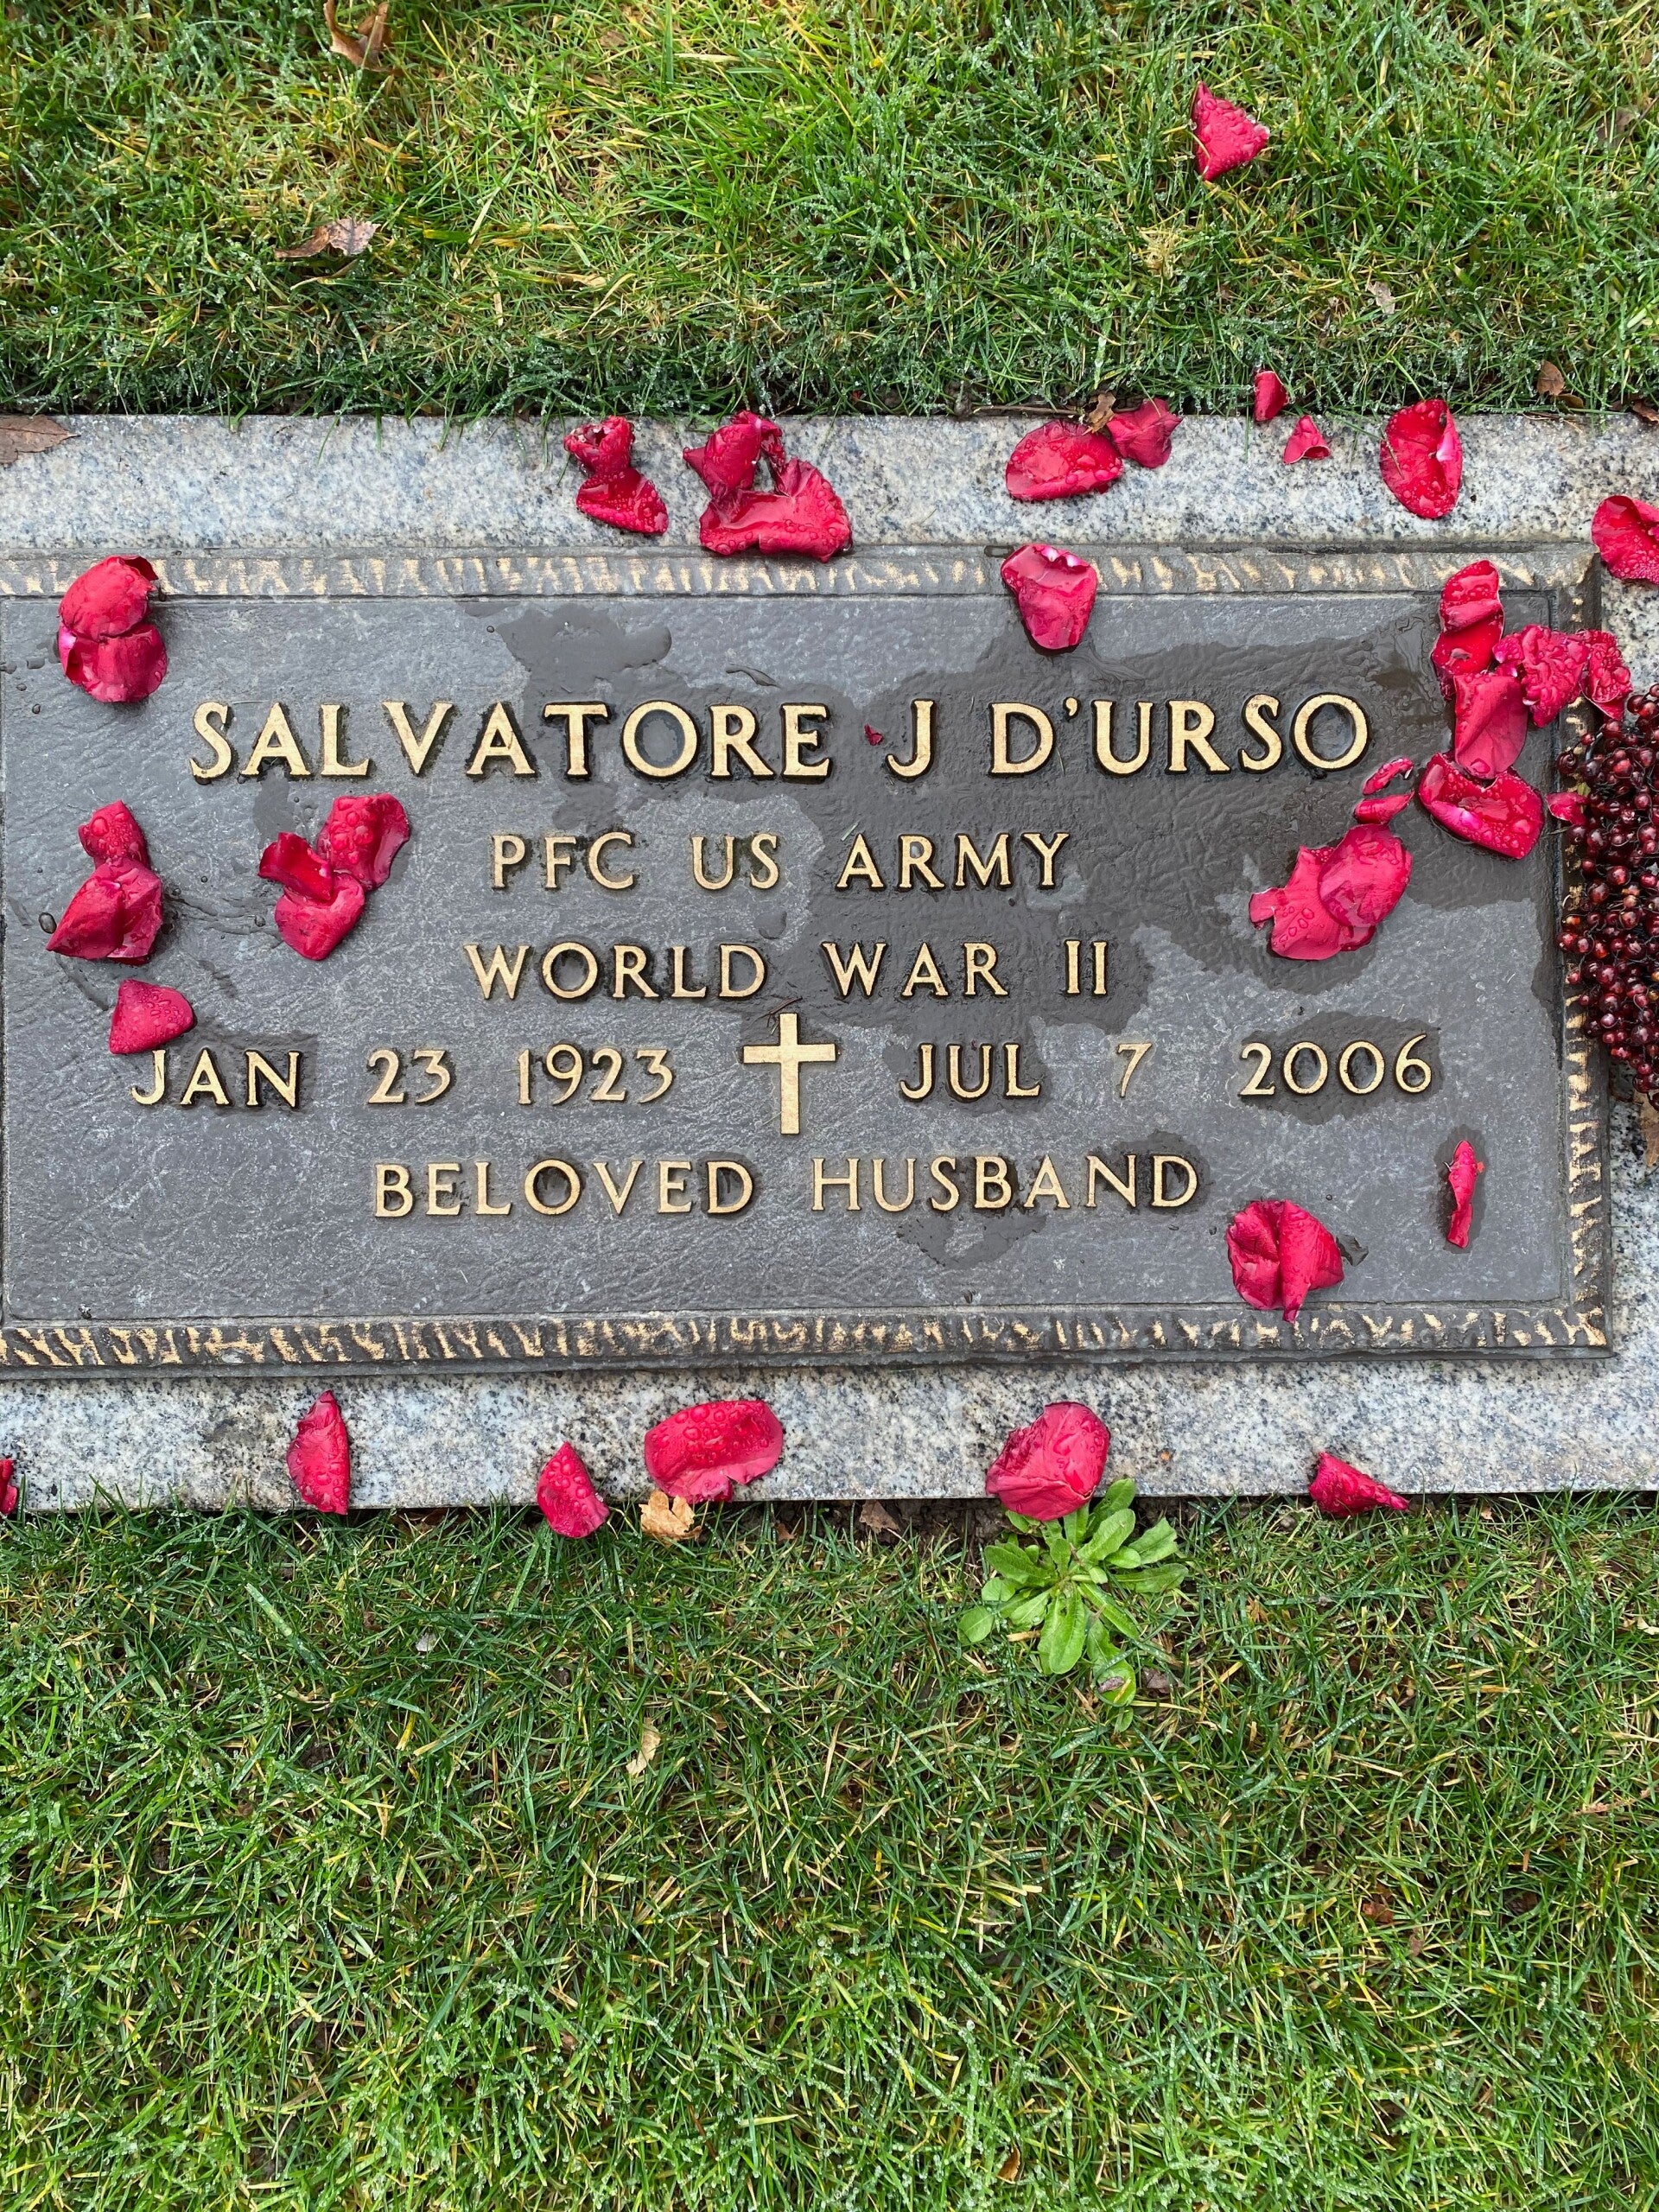 SALVATORE J D'URSO
PFC US ARMY
WORLD WAR II
JAN 23 1923 JUL 7 2006
BELOVED HUSBAND